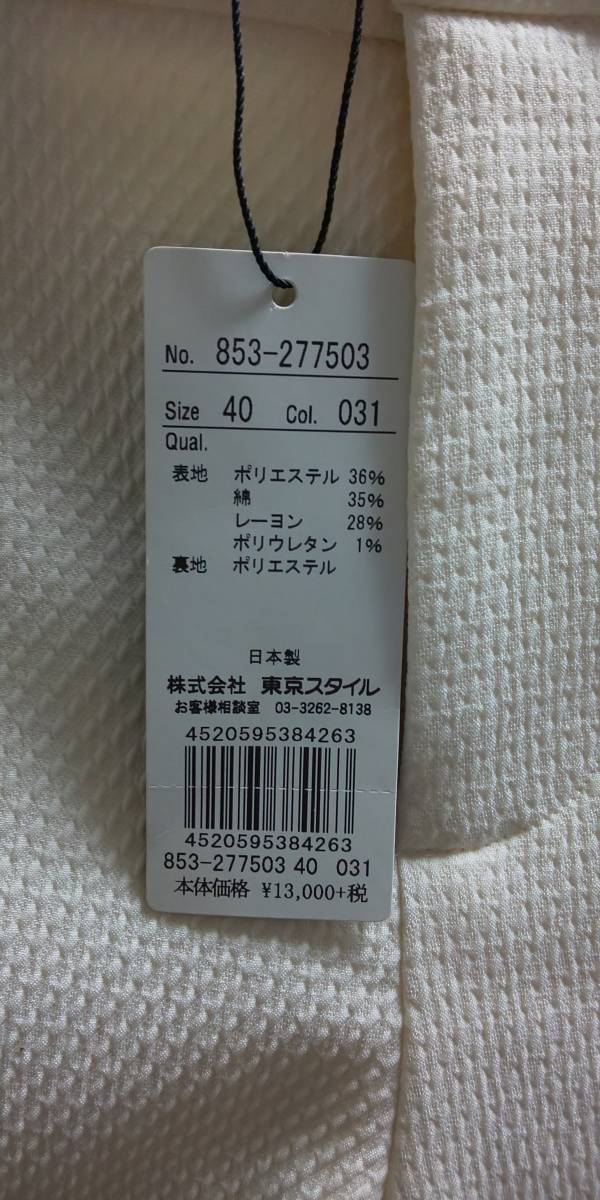 No. 853-277503
Size 40 Col. 031
Qual.
表地 ポリエステル 36%
綿 35%
レーヨン 28%
ポリウレタン 1%
裏地 ポリエステル
日本製
株式会社 東京スタイル
お客様相談室 03-3262-8138
4520595384263
4520595384263
853-277503 40 031
本体価格 ¥13,000+税